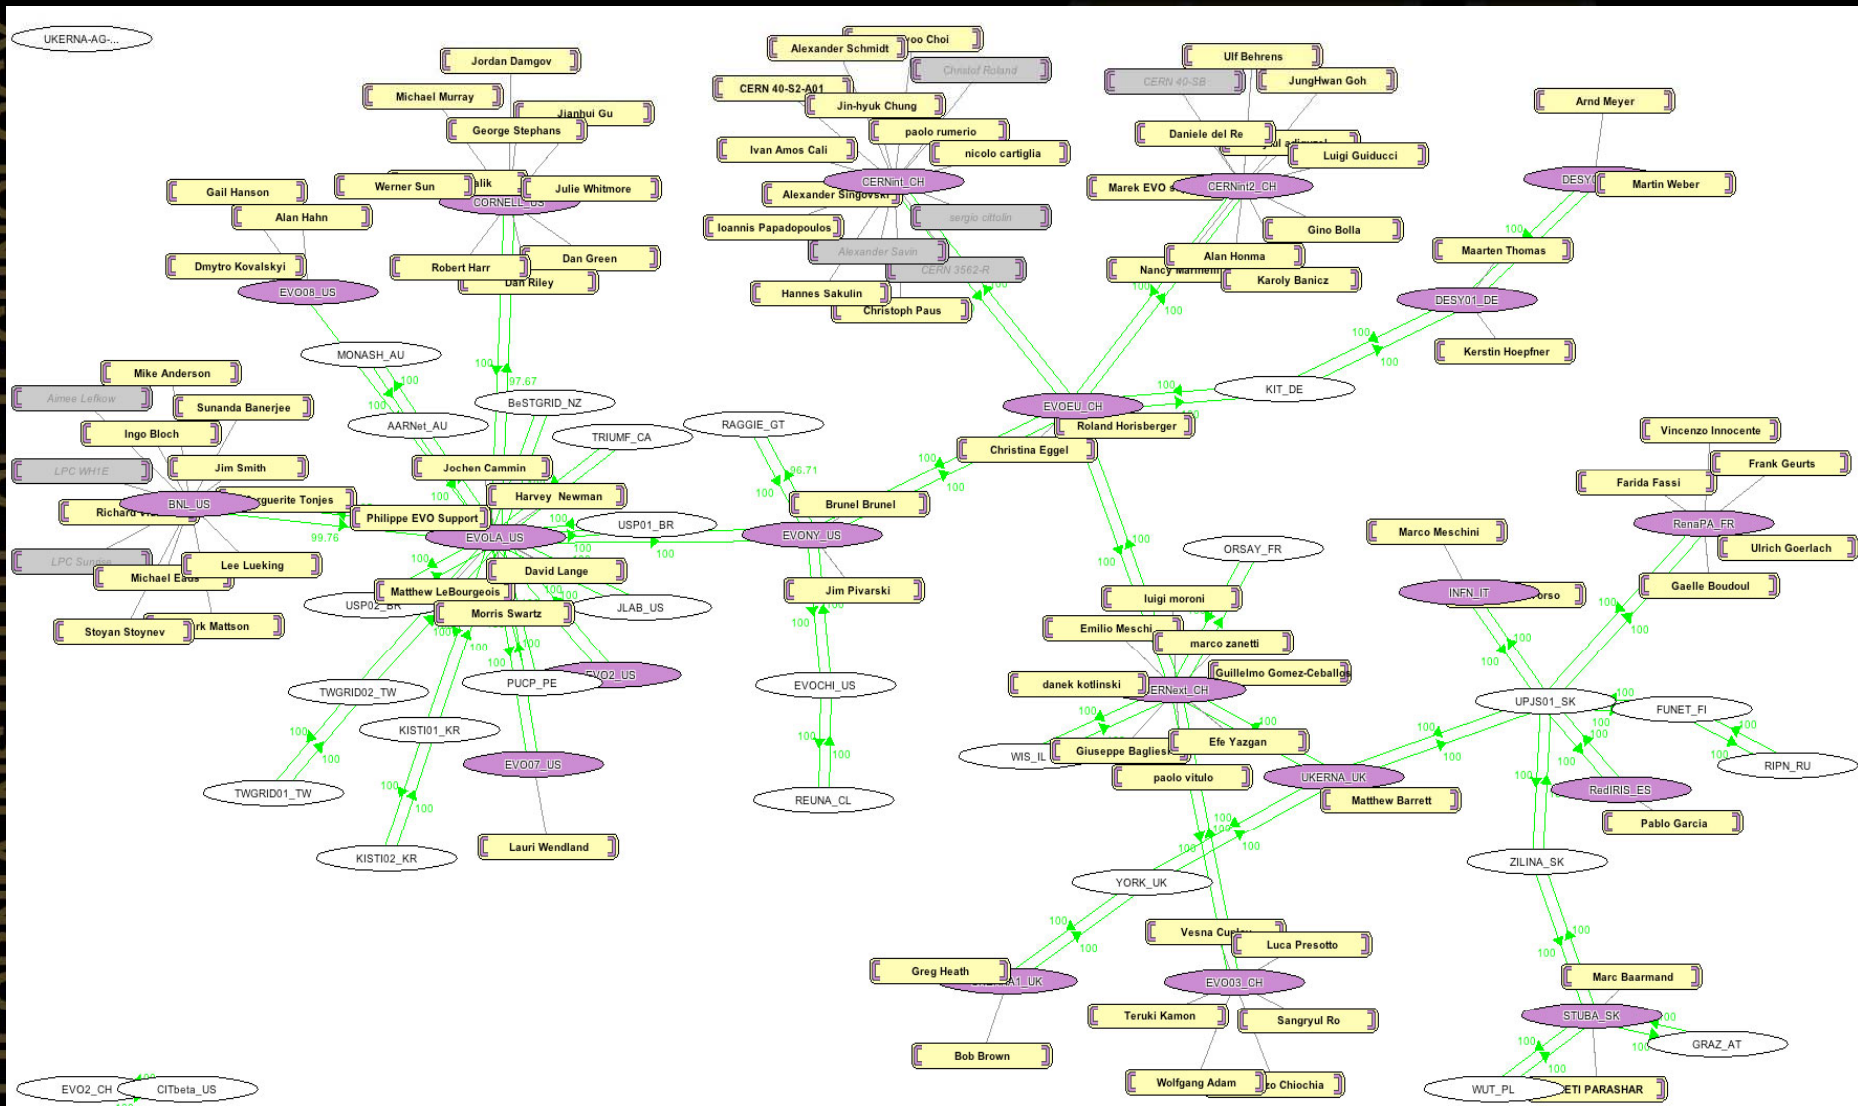 UKERNA-AG-...
Jordan Damgov
Michael Murray
Jianhui Gu
George Stephans
Werner Sun
Julie Whitmore
CORNELL_US
Gail Hanson
Alan Hahn
Dmytro Kovalskyi
EVO08_US
Robert Harr
Dan Green
Dan Riley
Alexander Schmidt
Choi
Christof Roland
CERN 40-S2-A01
Jin-hyuk Chung
paolo rumerio
Ivan Amos Cali
nicolo cartiglia
CERNint_CH
Alexander Singovski
sergio cittolin
Ioannis Papadopoulos
Alexander Savin
CERN 3562-R
Hannes Sakulin
Christoph Paus
Ulf Behrens
CERN 40-SB
JungHwan Goh
Daniele del Re
Luigi Guiducci
Marek EVO
CERNint2_CH
Gino Bolla
Alan Honma
Nancy Marinelli
Karoly Banicz
Arnd Meyer
Martin Weber
Maarten Thomas
DESY01_DE
Kerstin Hoepfner
KIT_DE
EVOEU_CH
Roland Horisberger
Christina Eggel
MONASH_AU
AARNet_AU
BeSTGRID_NZ
TRIUMF_CA
RAGGIE_GT
97.67
96.71
99.76
100
Mike Anderson
Aimee Lefkow
Sunanda Banerjee
Ingo Bloch
LPC WH1E
Jim Smith
BNL_US
Tonjes
Richard
LPC Sunrise
Michael Eads
Lee Lueking
Stoyan Stoynev
Mattson
Jochen Cammin
Harvey Newman
Philippe EVO Support
EVOLA_US
USP01_BR
David Lange
Matthew LeBourgeois
Morris Swartz
USP02_BR
JLAB_US
Brunel Brunel
EVONY_US
Jim Pivarski
EVOCHI_US
REUNA_CL
PUCP_PE
EVO2_US
TWGRID02_TW
KISTI01_KR
TWGRID01_TW
KISTI02_KR
EVO07_US
Lauri Wendland
ORSAY_FR
luigi moroni
Emilio Meschi
marco zanetti
Guillelmo Gomez-Ceballos
danek kotlinski
CERNext_CH
WIS_IL
Giuseppe Bagliesi
Efe Yazgan
paolo vitulo
UKERNA_UK
Matthew Barrett
YORK_UK
Greg Heath
Bob Brown
Vesna
Luca Presotto
EVO03_CH
Teruki Kamon
Sangryul Ro
Wolfgang Adam
Chiochia
Vincenzo Innocente
Frank Geurts
Farida Fassi
RenaPA_FR
Ulrich Goerlach
Gaelle Boudoul
Marco Meschini
INFN_IT
UPJS01_SK
FUNET_FI
RIPN_RU
RedIRIS_ES
Pablo Garcia
ZILINA_SK
Marc Baarmand
STUBA_SK
GRAZ_AT
WUT_PL
PARASHAR
EVO2_CH
CITbeta_US